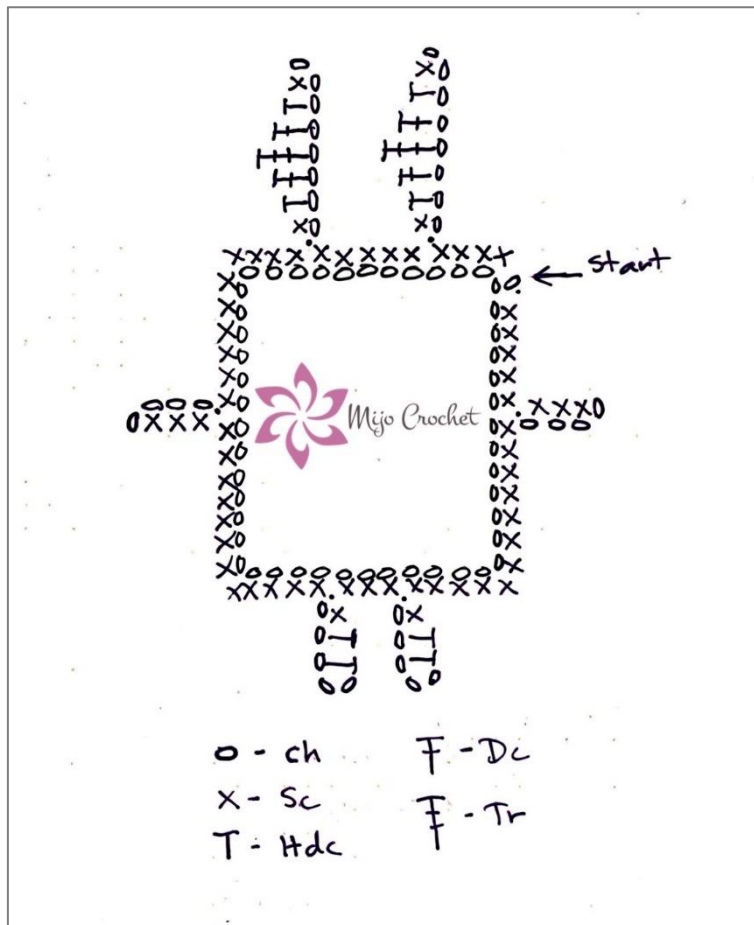 start
Mijo Crochet
o - ch
x - Sc
T - Hdc
Ŧ - Dc
Ŧ - Tr